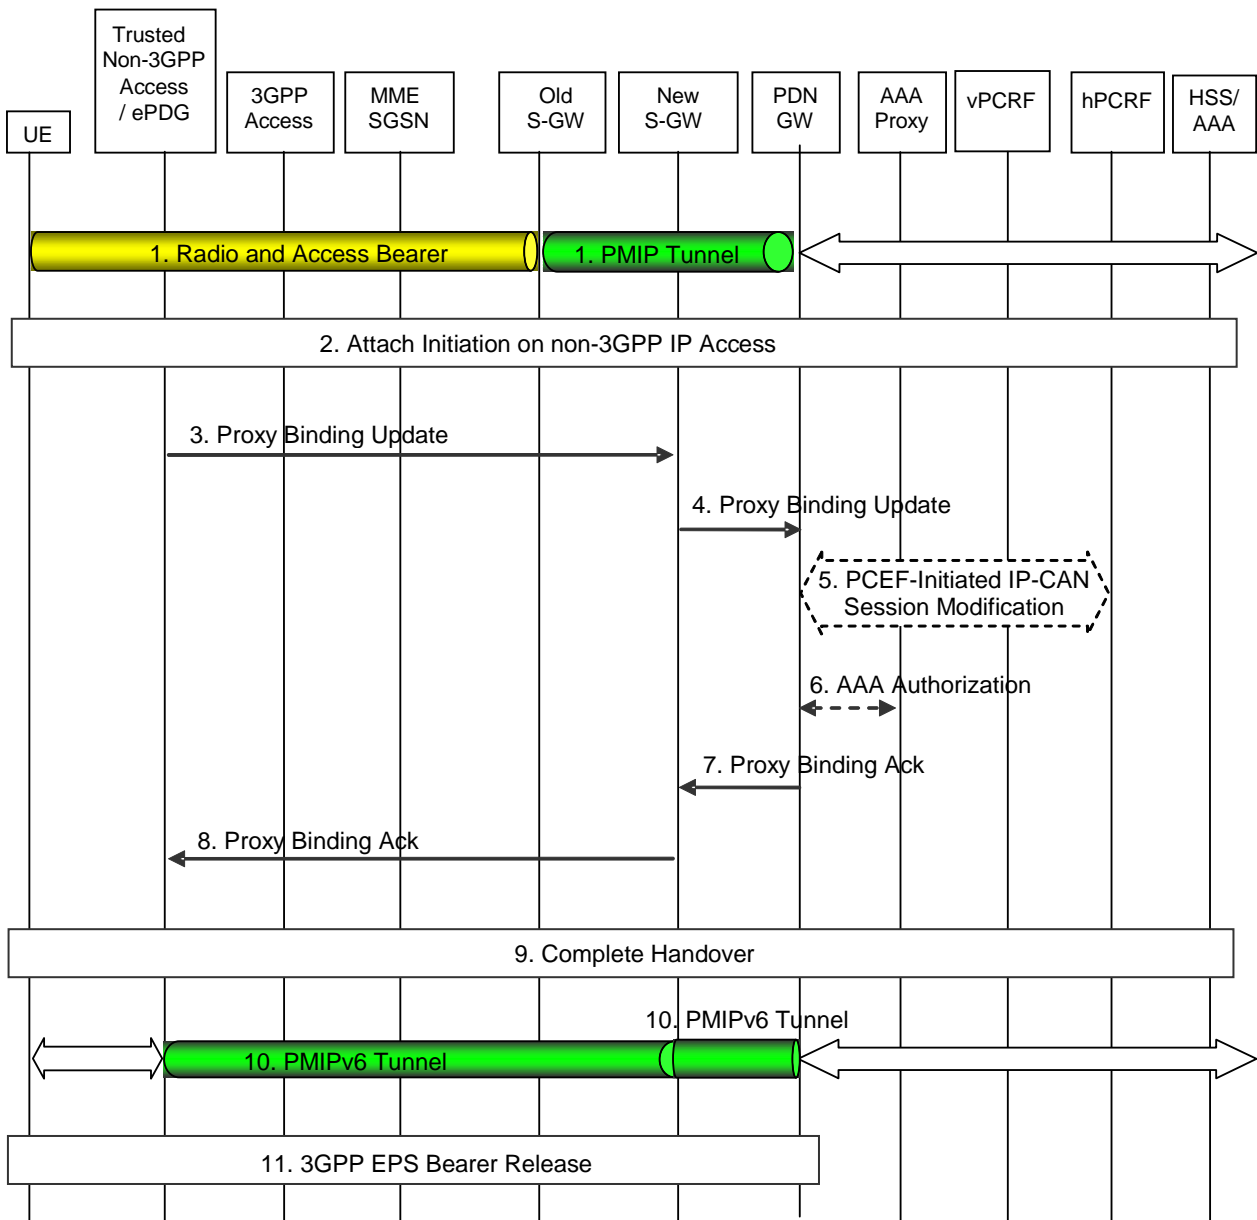 Trusted
Non-3GPP
Access
/ ePDG
UE
3GPP
Access
MME
SGSN
Old
S-GW
New
S-GW
PDN
GW
AAA
Proxy
vPCRF
hPCRF
HSS/
AAA
1. Radio and Access Bearer
1. PMIP Tunnel
2. Attach Initiation on non-3GPP IP Access
3. Proxy Binding Update
4. Proxy Binding Update
5. PCEF-Initiated IP-CAN
Session Modification
6. AAA Authorization
7. Proxy Binding Ack
8. Proxy Binding Ack
9. Complete Handover
10. PMIPv6 Tunnel
10. PMIPv6 Tunnel
11. 3GPP EPS Bearer Release